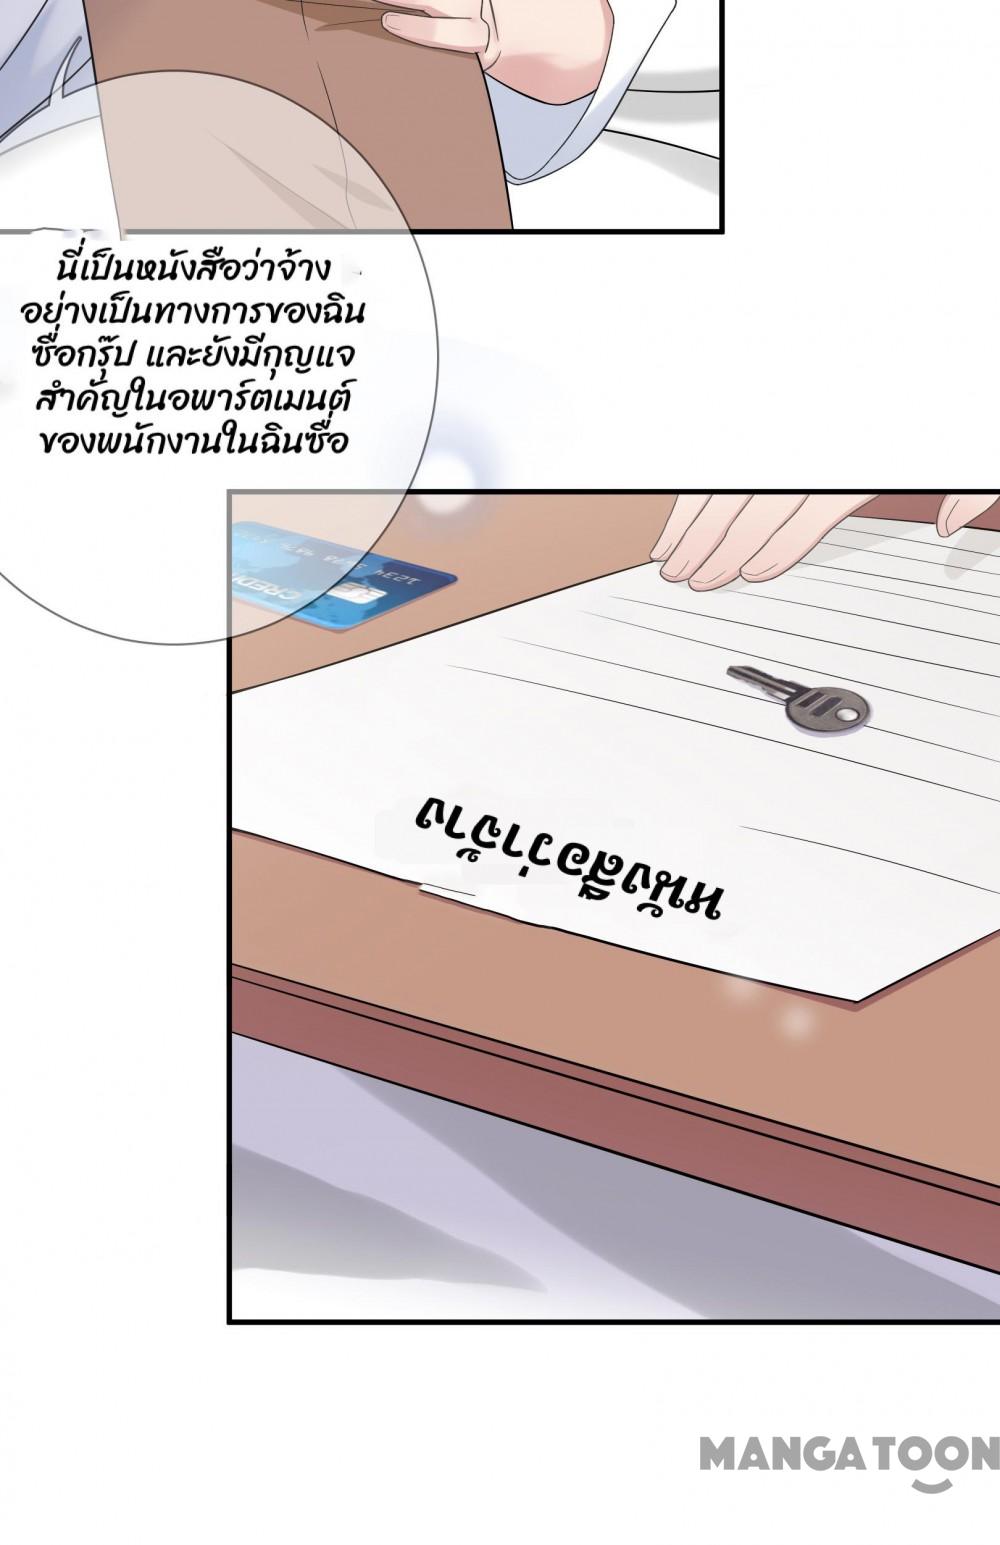 นี่เป็นหนังสือว่าจ้าง
อย่างเป็นทางการของฉิน
ซื่อกรุ๊ป และยังมีกุญแจ
สำคัญในอพาร์ตเมนต์
ของพนักงานในฉินซื่อ
1234 5678 9876
CREDI
หนังสือว่าจ้าง
MANGATOON